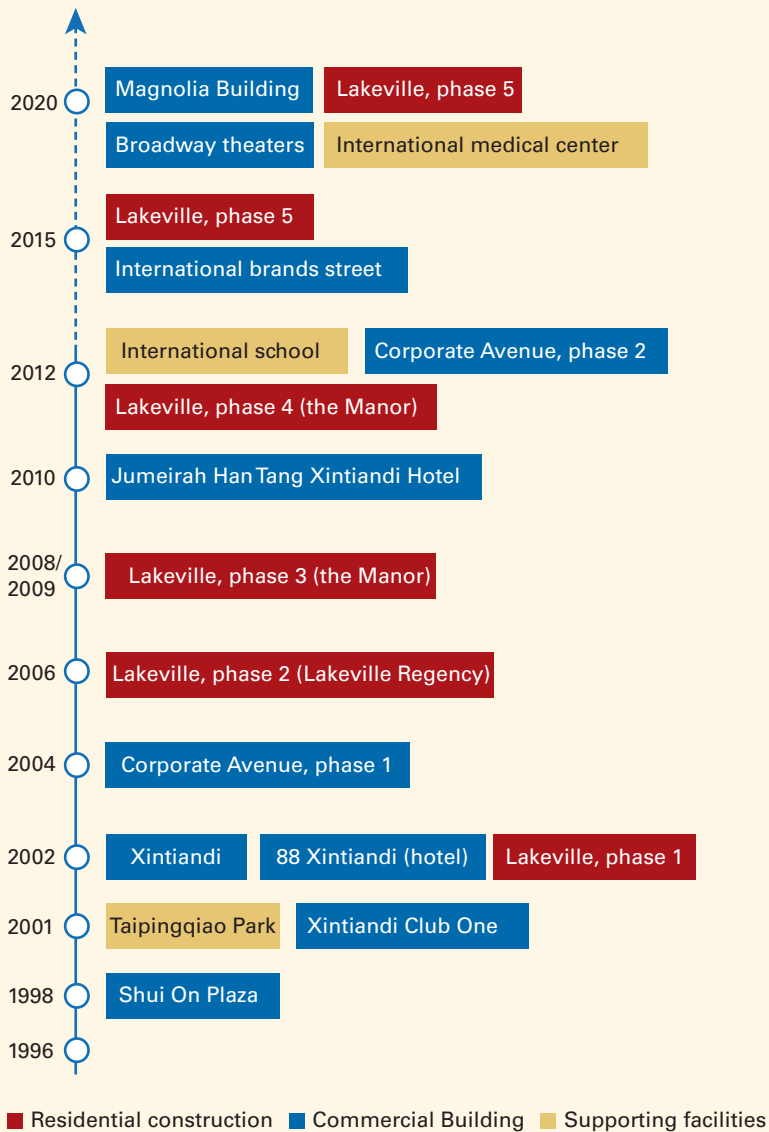 2020
Magnolia Building
Lakeville, phase 5
Broadway theaters
International medical center
2015
Lakeville, phase 5
International brands street
2012
International school
Corporate Avenue, phase 2
Lakeville, phase 4 (the Manor)
2010
Jumeirah Han Tang Xintiandi Hotel
2008/
2009
Lakeville, phase 3 (the Manor)
2006
Lakeville, phase 2 (Lakeville Regency)
2004
Corporate Avenue, phase 1
2002
Xintiandi
88 Xintiandi (hotel)
Lakeville, phase 1
2001
Taipingqiao Park
Xintiandi Club One
1998
Shui On Plaza
1996
Residential construction
Commercial Building
Supporting facilities